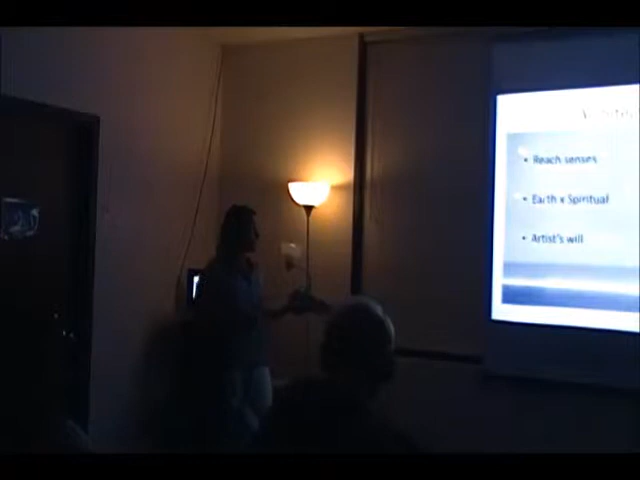 • Reach senses
• Earth x Spiritual
• Artist's will